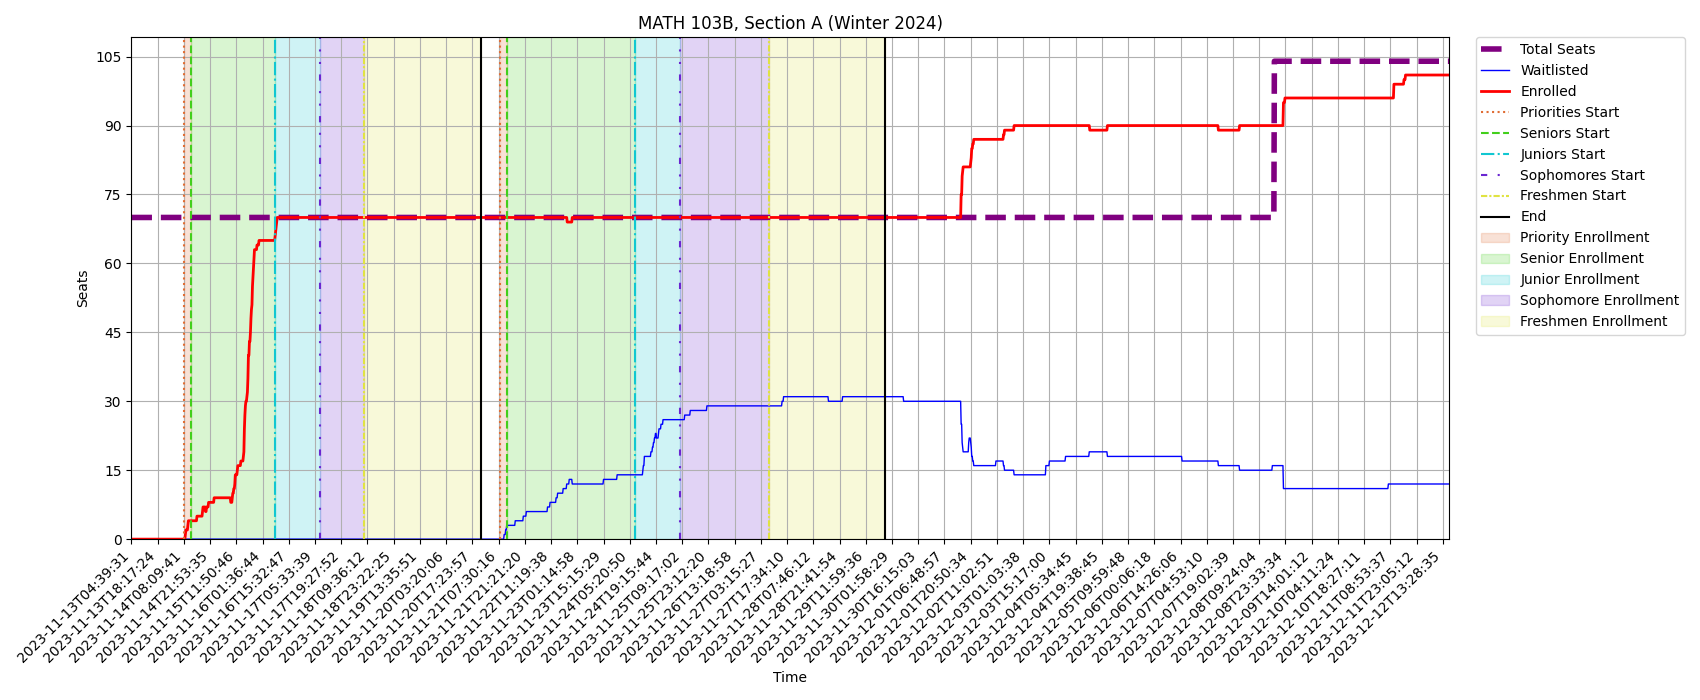 MATH 103B, Section A (Winter 2024)
Seats
105
90
75
60
45
30
15
0
2023-11-13T04:39:31
2023-11-13T18:17:24
2023-11-14T08:09:41
2023-11-14T21:53:35
2023-11-15T11:50:46
2023-11-16T01:36:44
2023-11-16T15:32:47
2023-11-17T05:33:39
2023-11-17T19:27:52
2023-11-18T09:36:12
2023-11-18T23:22:25
2023-11-19T13:35:51
2023-11-20T03:20:06
2023-11-20T17:23:57
2023-11-21T07:30:16
2023-11-21T21:21:20
2023-11-22T11:19:38
2023-11-23T01:14:58
2023-11-23T15:15:29
2023-11-24T05:20:50
2023-11-24T19:15:44
2023-11-25T09:17:02
2023-11-25T23:12:20
2023-11-26T13:18:58
2023-11-27T03:15:27
2023-11-27T17:34:10
2023-11-28T07:46:12
2023-11-28T21:41:54
2023-11-29T11:59:36
2023-11-30T01:58:29
2023-11-30T16:15:03
2023-12-01T06:48:57
2023-12-01T20:50:34
2023-12-02T11:02:51
2023-12-03T01:03:38
2023-12-03T15:17:00
2023-12-04T05:34:45
2023-12-04T19:38:45
2023-12-05T09:59:48
2023-12-06T00:06:18
2023-12-06T14:26:06
2023-12-07T04:53:10
2023-12-07T19:02:39
2023-12-08T09:24:04
2023-12-08T23:33:34
2023-12-09T14:01:12
2023-12-10T04:11:24
2023-12-10T18:27:11
2023-12-11T08:53:37
2023-12-11T23:05:12
2023-12-12T13:28:35
Time
Total Seats
Waitlisted
Enrolled
Priorities Start
Seniors Start
Juniors Start
Sophomores Start
Freshmen Start
End
Priority Enrollment
Senior Enrollment
Junior Enrollment
Sophomore Enrollment
Freshmen Enrollment